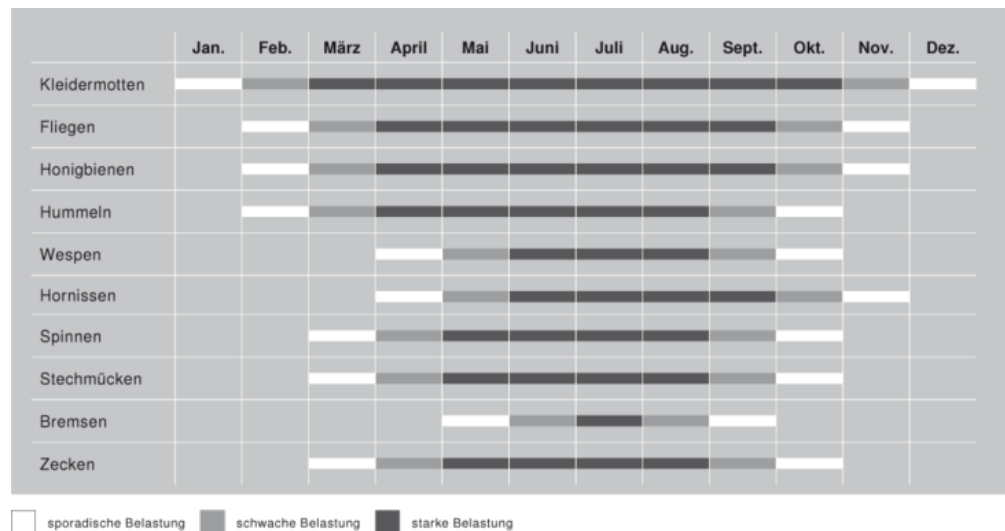 Jan. Feb. März April Mai Juni Juli Aug. Sept. Okt. Nov. Dez.
Kleidermotten
Fliegen
Honigbienen
Hummeln
Wespen
Hornissen
Spinnen
Stechmücken
Bremsen
Zecken
sporadische Belastung schwache Belastung starke Belastung